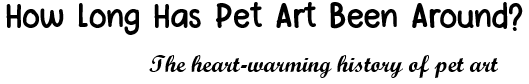 How Long Has Pet Art Been Around?
The heart-warming history of pet art